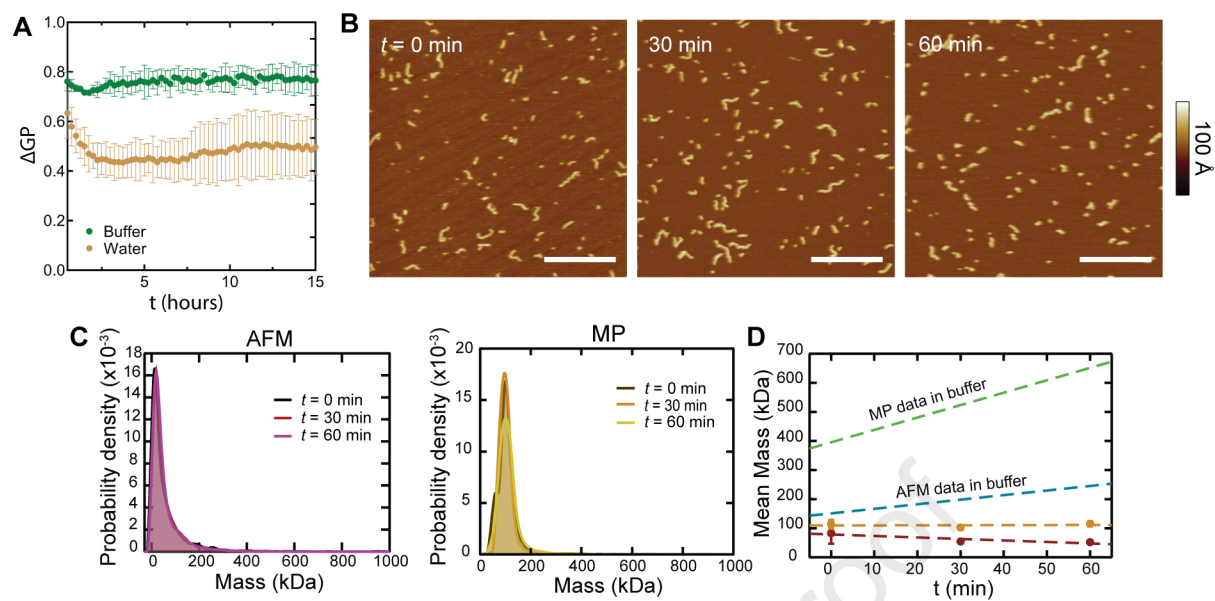 A
ΔGP
1.0
0.8
0.6
0.4
0.2
0.0
Buffer
Water
5
10
15
t (hours)
B
t = 0 min
30 min
60 min
100 Å
C
AFM
Probability density (x10-3)
18
16
14
12
10
8
6
4
2
0
t = 0 min
t = 30 min
t = 60 min
0
200
400
600
800
1000
Mass (kDa)
MP
Probability density (x10-3)
20
15
10
5
0
t = 0 min
t = 30 min
t = 60 min
0
200
400
600
800
1000
Mass (kDa)
D
Mean Mass (kDa)
700
600
500
400
300
200
100
0
MP data in buffer
AFM data in buffer
0
10
20
30
40
50
60
t (min)
roof